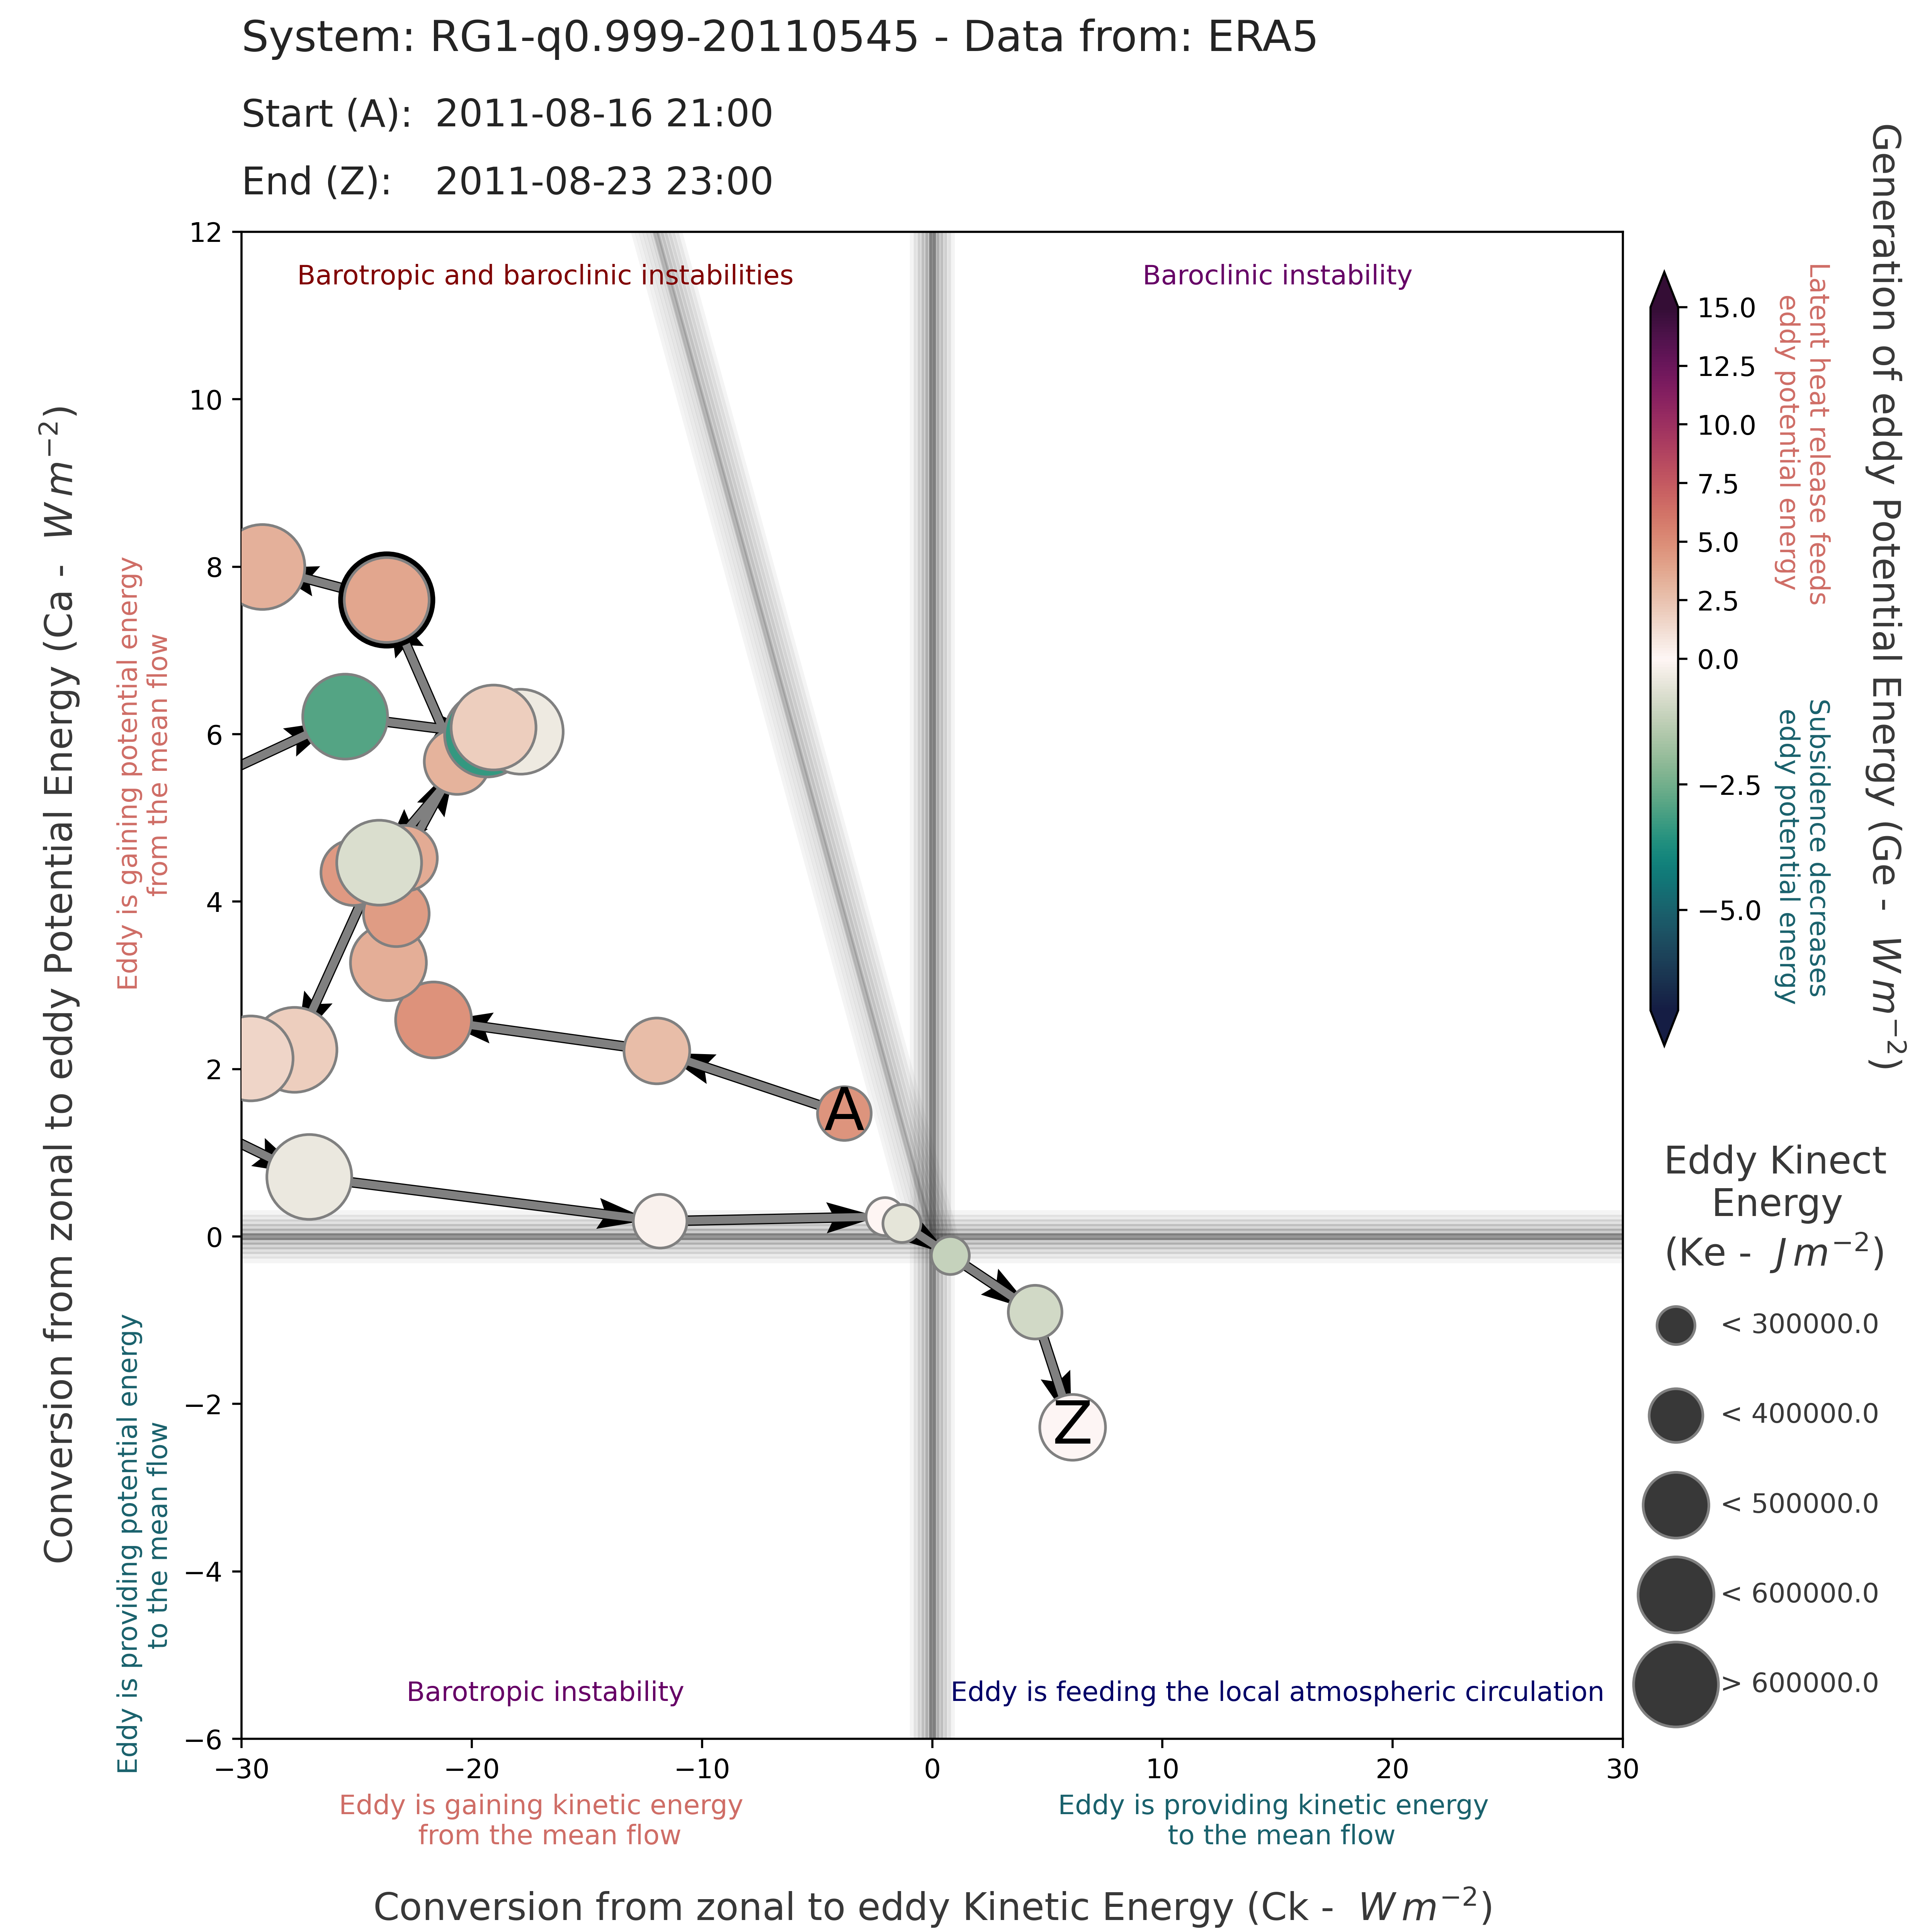 System: RG1-q0.999-20110545 - Data from: ERA5
Start (A): 2011-08-16 21:00
End (Z): 2011-08-23 23:00
Barotropic and baroclinic instabilities
Baroclinic instability
Barotropic instability
Eddy is feeding the local atmospheric circulation
A
Z
12
10
8
6
4
2
0
−2
−4
−6
−30
−20
−10
0
10
20
30
Conversion from zonal to eddy Potential Energy (Ca - W m⁻²)
Eddy is gaining potential energy
from the mean flow
Eddy is providing potential energy
to the mean flow
Eddy is gaining kinetic energy
from the mean flow
Eddy is providing kinetic energy
to the mean flow
Conversion from zonal to eddy Kinetic Energy (Ck - W m⁻²)
15.0
12.5
10.0
7.5
5.0
2.5
0.0
−2.5
−5.0
Latent heat release feeds
eddy potential energy
Subsidence decreases
eddy potential energy
Generation of eddy Potential Energy (Ge - W m⁻²)
Eddy Kinect
Energy
(Ke - J m⁻²)
< 300000.0
< 400000.0
< 500000.0
< 600000.0
> 600000.0